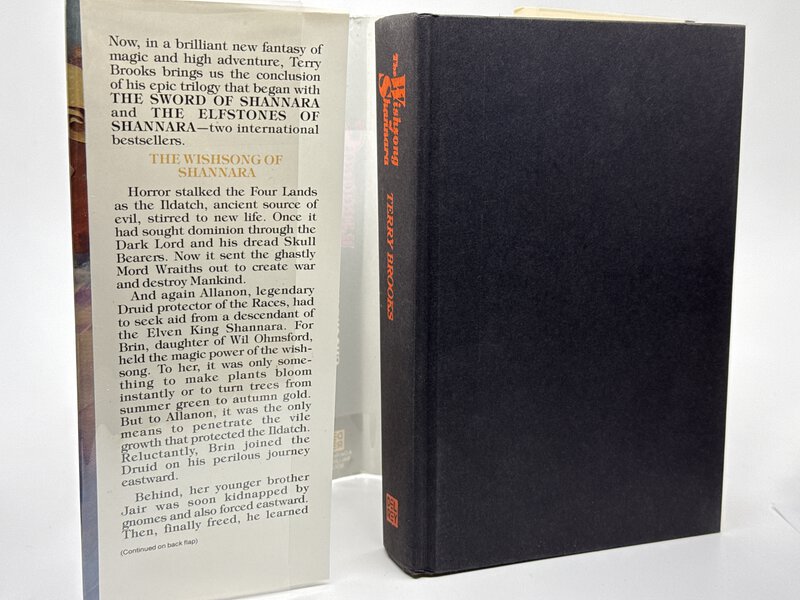 Now, in a brilliant new fantasy of
magic and high adventure, Terry
Brooks brings us the conclusion
of his epic trilogy that began with
THE SWORD OF SHANNARA
and THE ELFSTONES OF
SHANNARA—two international
bestsellers.
THE WISHSONG OF
SHANNARA
Horror stalked the Four Lands
as the Ildatch, ancient source of
evil, stirred to new life. Once it
had sought dominion through the
Dark Lord and his dread Skull
Bearers. Now it sent the ghastly
Mord Wraiths out to create war
and destroy Mankind.
And again Allanon, legendary
Druid protector of the Races, had
to seek aid from a descendant of
the Elven King Shannara. For
Brin, daughter of Wil Ohmsford,
held the magic power of the wish-
song. To her, it was only some-
thing to make plants bloom
instantly or to turn trees from
summer green to autumn gold.
But to Allanon, it was the only
means to penetrate the vile
growth that protected the Ildatch.
Reluctantly, Brin joined the
Druid on his perilous journey
eastward.
Behind, her younger brother
Jair was soon kidnapped by
gnomes and also forced eastward.
Then, finally freed, he learned
(Continued on back flap)
The Wishsong
of
Shannara
TERRY BROOKS